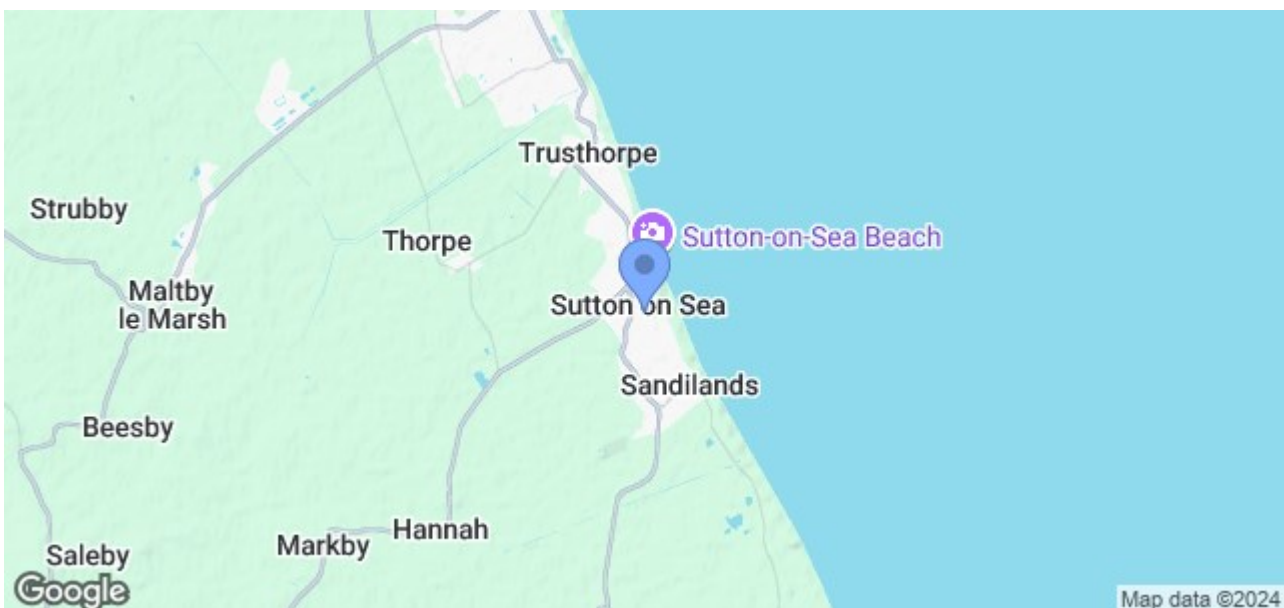 Trusthorpe
Strubby
Thorpe
Sutton-on-Sea Beach
Maltby
le Marsh
Sutton on Sea
Sandilands
Beesby
Hannah
Markby
Saleby
Google
Map data ©2024